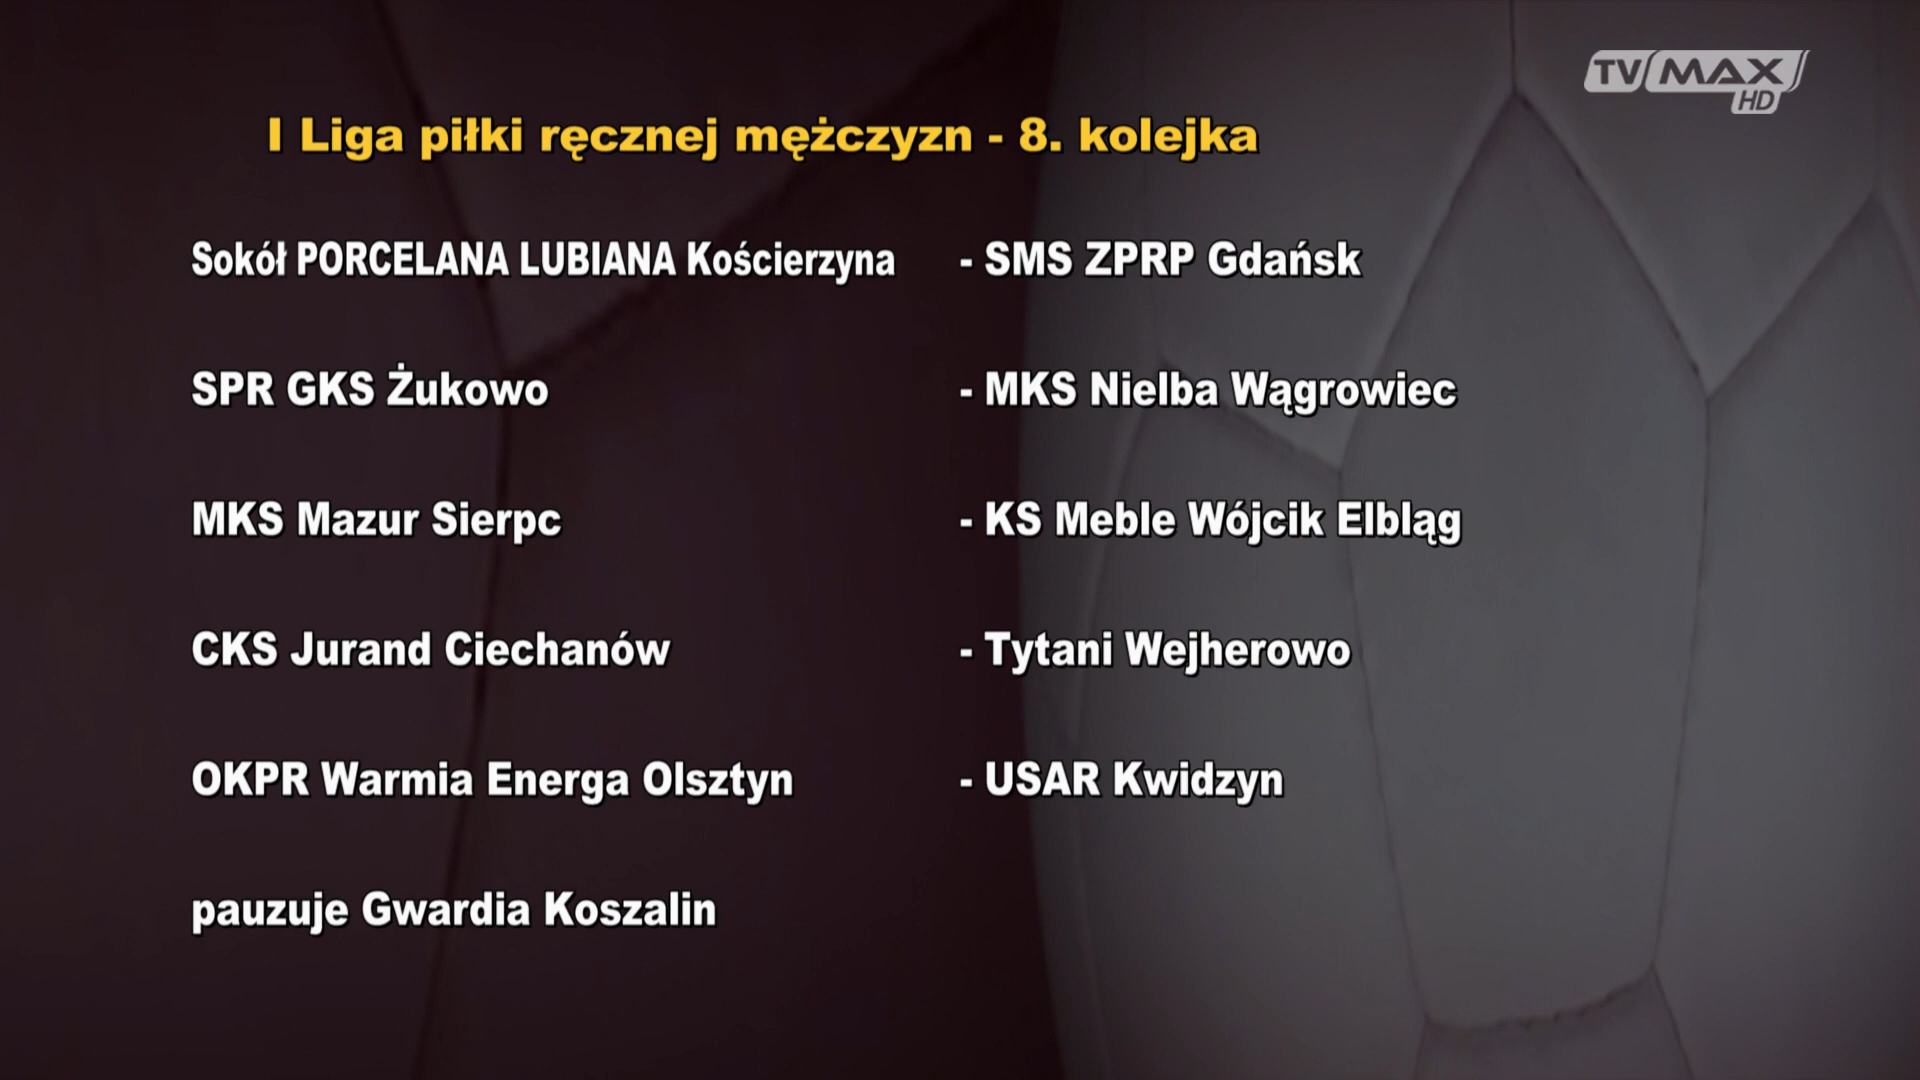 TV MAX HD
I Liga piłki ręcznej mężczyzn - 8. kolejka
Sokół PORCELANA LUBIANA Kościerzyna - SMS ZPRP Gdańsk
SPR GKS Żukowo - MKS Nielba Wągrowiec
MKS Mazur Sierpc - KS Meble Wójcik Elbląg
CKS Jurand Ciechanów - Tytani Wejherowo
OKPR Warmia Energa Olsztyn - USAR Kwidzyn
pauzuje Gwardia Koszalin